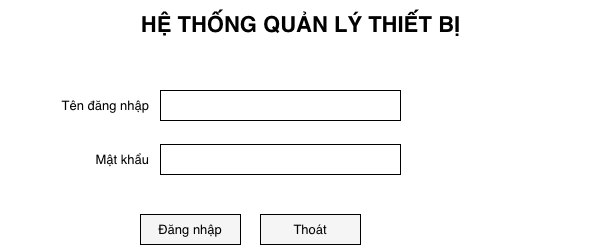 HỆ THỐNG QUẢN LÝ THIẾT BỊ
Tên đăng nhập
Mật khẩu
Đăng nhập Thoát